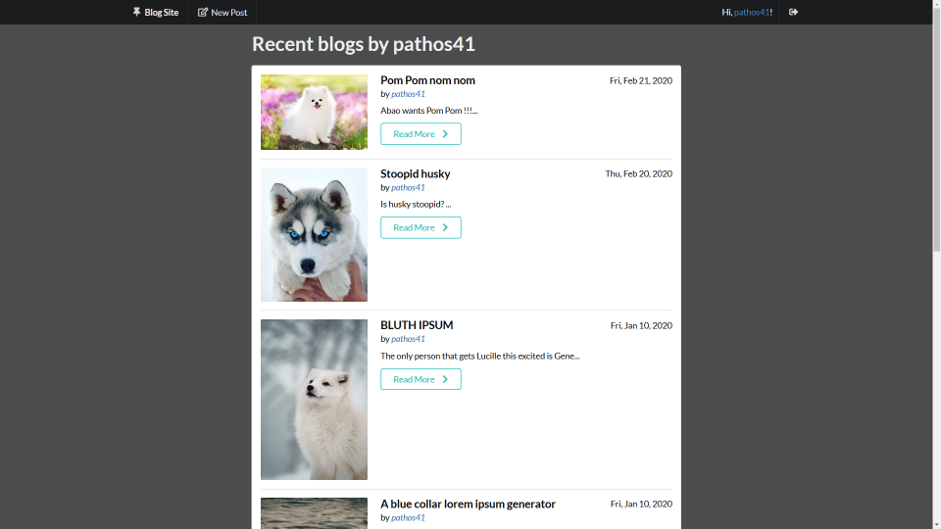 Blog Site New Post Hi, pathos41!
Recent blogs by pathos41
Pom Pom nom nom Fri, Feb 21, 2020
by pathos41
Abao wants Pom Pom !!!...
Read More
Stoopid husky Thu, Feb 20, 2020
by pathos41
Is husky stoopid? ...
Read More
BLUTH IPSUM Fri, Jan 10, 2020
by pathos41
The only person that gets Lucille this excited is Gene...
Read More
A blue collar lorem ipsum generator Fri, Jan 10, 2020
by pathos41